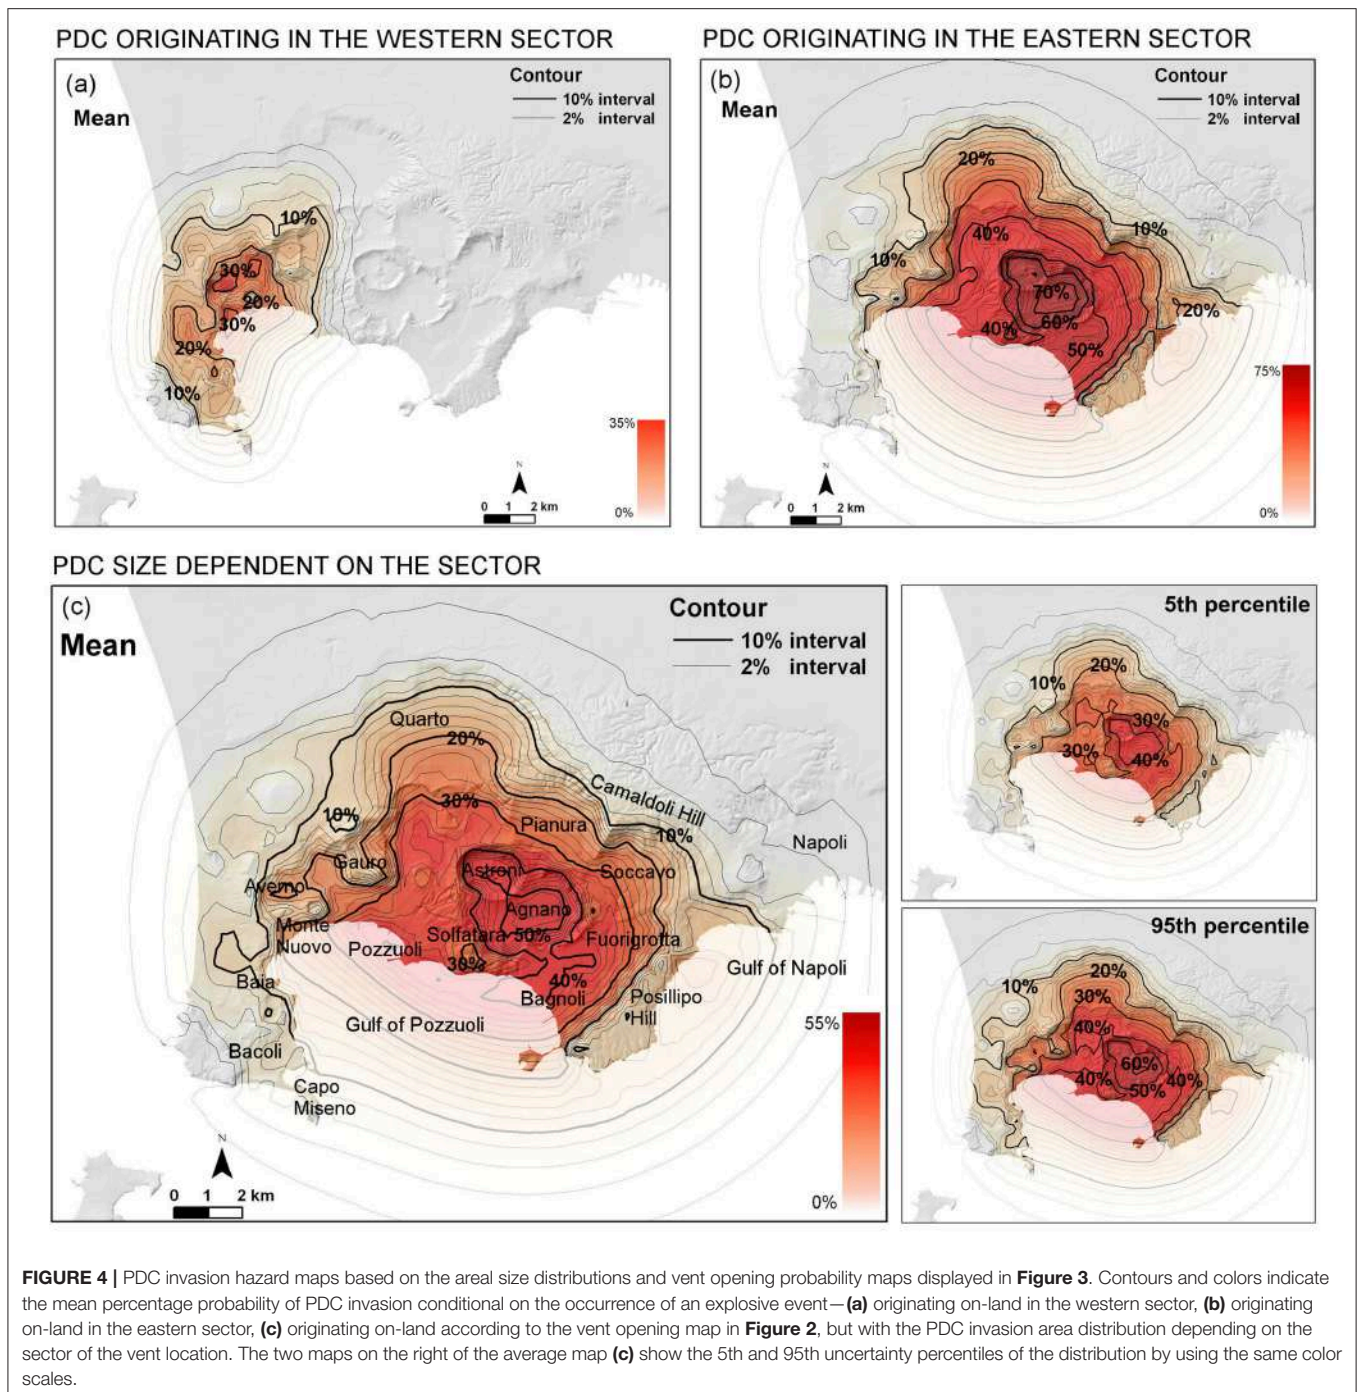 PDC ORIGINATING IN THE WESTERN SECTOR
(a)
Mean
Contour
10% interval
2% interval
10%
30%
20%
30%
20%
10%
35%
0%
N
0 1 2 km
PDC ORIGINATING IN THE EASTERN SECTOR
(b)
Mean
Contour
10% interval
2% interval
20%
40%
10%
10%
70%
20%
40%
60%
50%
75%
0%
N
0 1 2 km
PDC SIZE DEPENDENT ON THE SECTOR
(c)
Mean
Contour
10% interval
2% interval
Quarto
20%
Camaldoli Hill
30%
10%
Pianura
10%
Napoli
Gauro
Astroni
Soccavo
Averno
Agnano
Monte
Nuovo
Pozzuoli
Solfatara
50%
Fuorigrotta
30%
Gulf of Napoli
Baia
40%
Bagnoli
Posillipo
Hill
Gulf of Pozzuoli
Bacoli
Capo
Miseno
55%
0%
N
0 1 2 km
5th percentile
20%
10%
30%
30%
40%
95th percentile
20%
10%
30%
40%
60%
40%
50%
40%
FIGURE 4 | PDC invasion hazard maps based on the areal size distributions and vent opening probability maps displayed in Figure 3. Contours and colors indicate
the mean percentage probability of PDC invasion conditional on the occurrence of an explosive event—(a) originating on-land in the western sector, (b) originating
on-land in the eastern sector, (c) originating on-land according to the vent opening map in Figure 2, but with the PDC invasion area distribution depending on the
sector of the vent location. The two maps on the right of the average map (c) show the 5th and 95th uncertainty percentiles of the distribution by using the same color
scales.